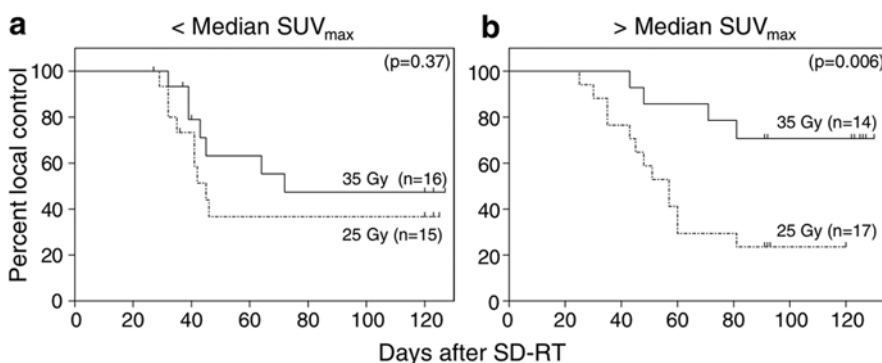 a < Median SUVmax
(p=0.37)
Percent local control
100
80
60
40
20
0
35 Gy (n=16)
25 Gy (n=15)
0 20 40 60 80 100 120
b > Median SUVmax
(p=0.006)
100
80
60
40
20
0
35 Gy (n=14)
25 Gy (n=17)
0 20 40 60 80 100 120
Days after SD-RT